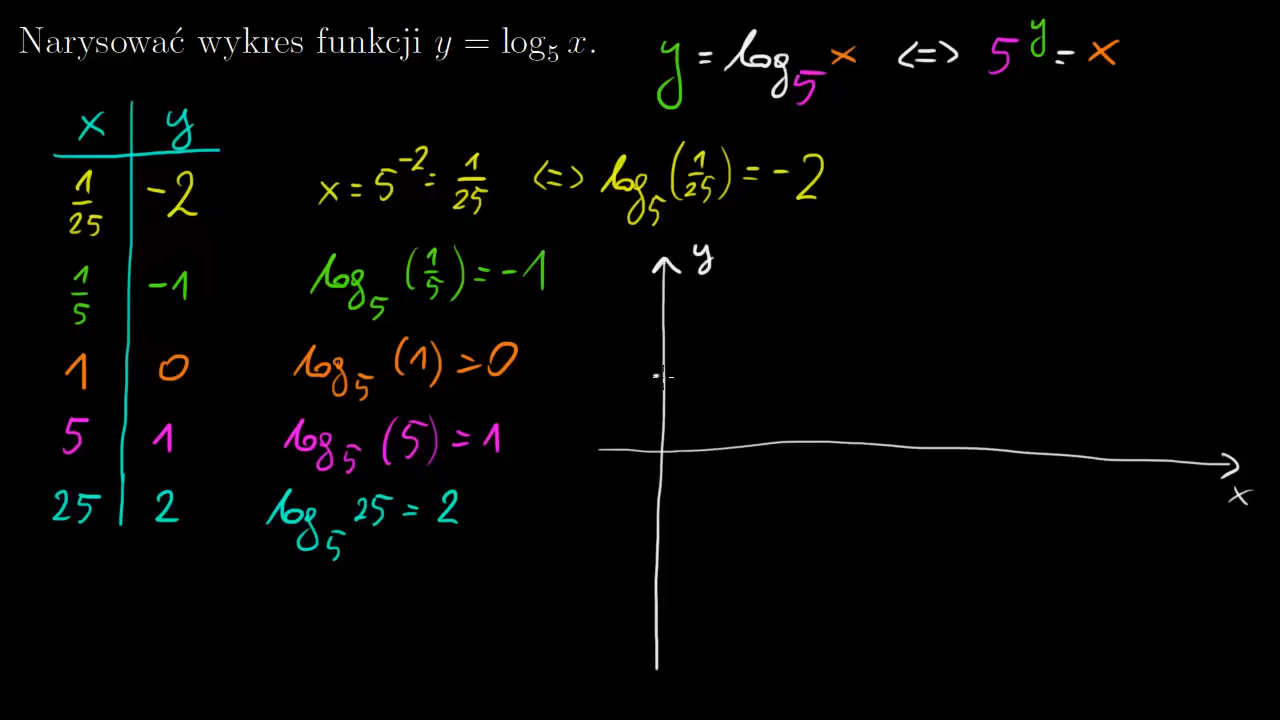 Narysować wykres funkcji y = log₅ x.
y = log₅ x <=> 5^y = x
x | y
1/25 | -2
x = 5^-2 = 1/25 <=> log₅ (1/25) = -2
1/5 | -1
log₅ (1/5) = -1
1 | 0
log₅ (1) = 0
5 | 1
log₅ (5) = 1
25 | 2
log₅ 25 = 2
y
x